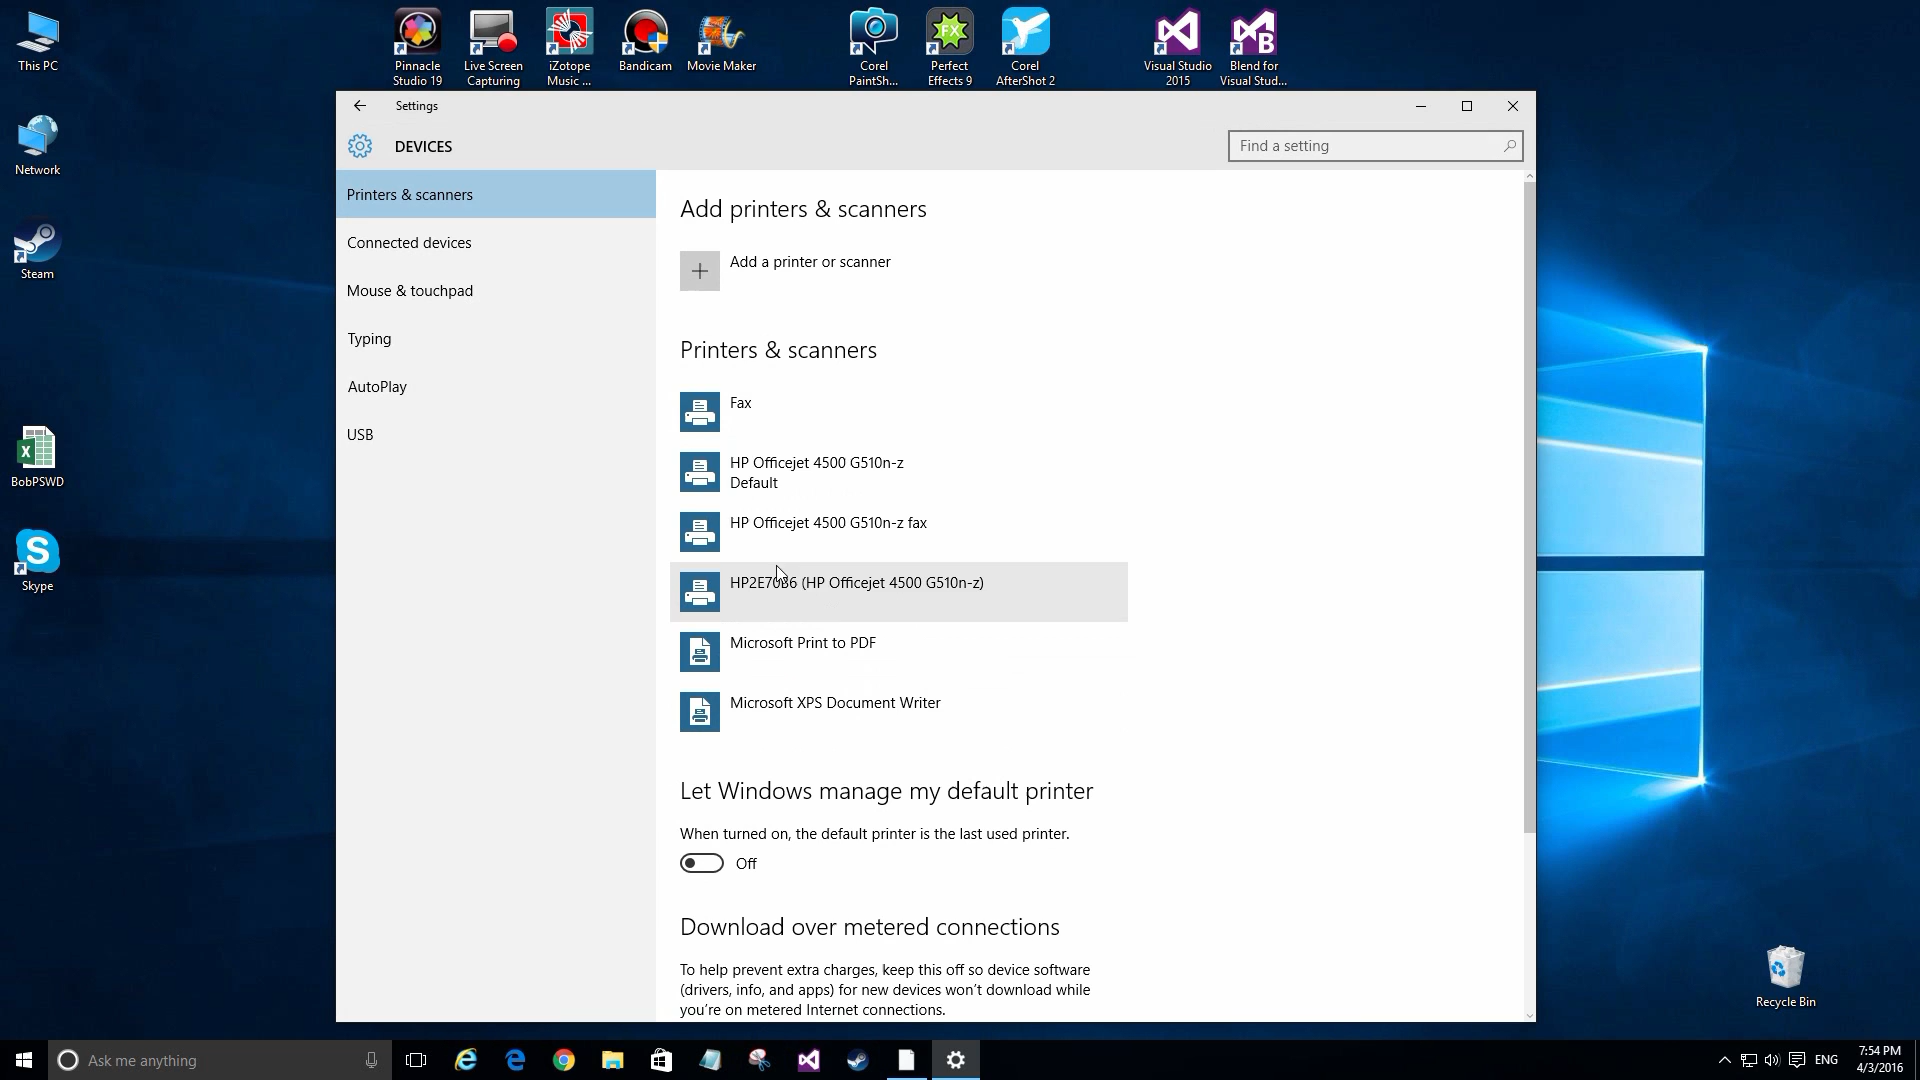 This PC
Pinnacle
Studio 19
Live Screen
Capturing
iZotope
Music ...
Bandicam
Movie Maker
Corel
PaintSh...
Perfect
Effects 9
Corel
AfterShot 2
Visual Studio
2015
Blend for
Visual Stud...
Network
Steam
BobPSWD
Skype
Settings
DEVICES
Find a setting
Printers & scanners
Connected devices
Mouse & touchpad
Typing
AutoPlay
USB
Add printers & scanners
Add a printer or scanner
Printers & scanners
Fax
HP Officejet 4500 G510n-z
Default
HP Officejet 4500 G510n-z fax
(HP Officejet 4500 G510n-z)
Microsoft Print to PDF
Microsoft XPS Document Writer
Let Windows manage my default printer
When turned on, the default printer is the last used printer.
Off
Download over metered connections
To help prevent extra charges, keep this off so device software
(drivers, info, and apps) for new devices won't download while
you're on metered Internet connections.
Recycle Bin
Ask me anything
ENG
7:54 PM
4/3/2016